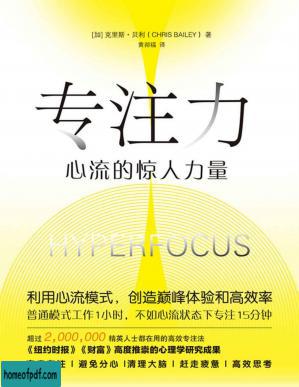 [加] 克里斯·贝利(CHRIS BAILEY) 著
黄邦福 译
专注力
心流的惊人力量
HYPERFOCUS
利用心流模式，创造巅峰体验和高效率
普通模式工作1小时，不如心流状态下专注15分钟
超过 2,000,000 精英人士都在用的高效专注法
《纽约时报》《财富》高度推崇的心理学研究成果
避免分心|清理大脑|赶走疲惫|高效思考
homeofpdf.com